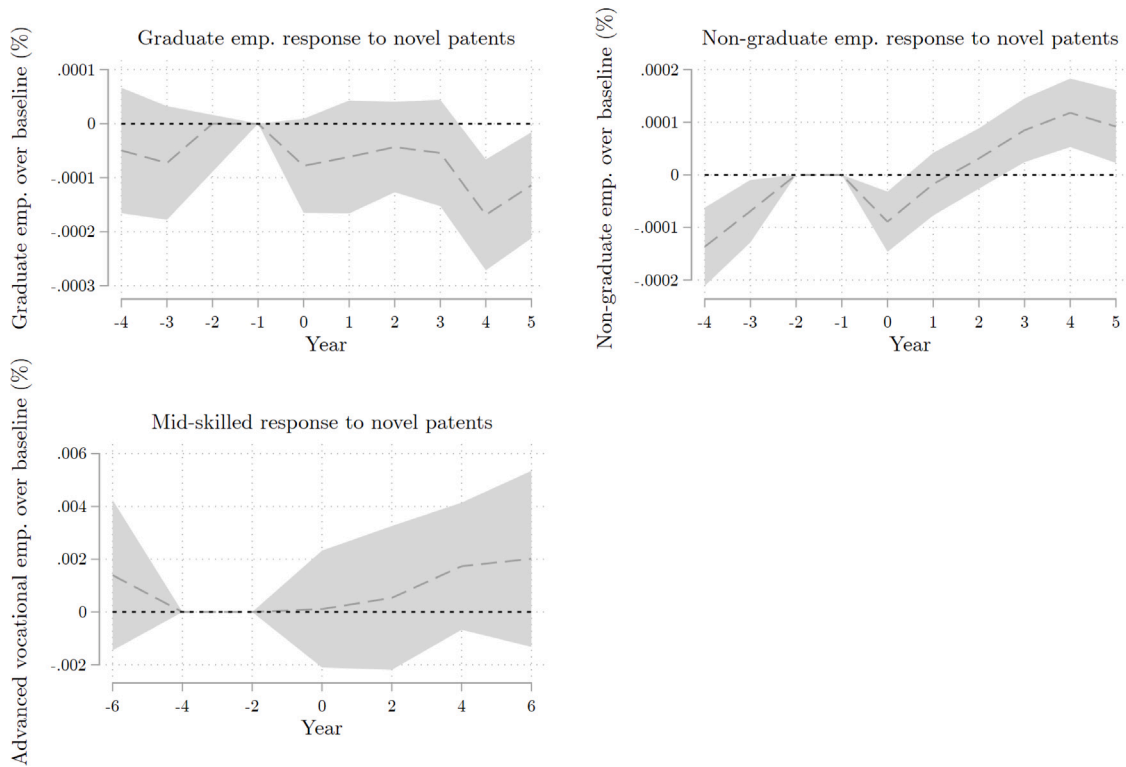 Graduate emp. response to novel patents
Graduate emp. over baseline (%)
.0001
0
-.0001
-.0002
-.0003
-4 -3 -2 -1 0 1 2 3 4 5
Year
Non-graduate emp. response to novel patents
Non-graduate emp. over baseline (%)
.0002
.0001
0
-.0001
-.0002
-4 -3 -2 -1 0 1 2 3 4 5
Year
Mid-skilled response to novel patents
Advanced vocational emp. over baseline (%)
.006
.004
.002
0
-.002
-6 -4 -2 0 2 4 6
Year